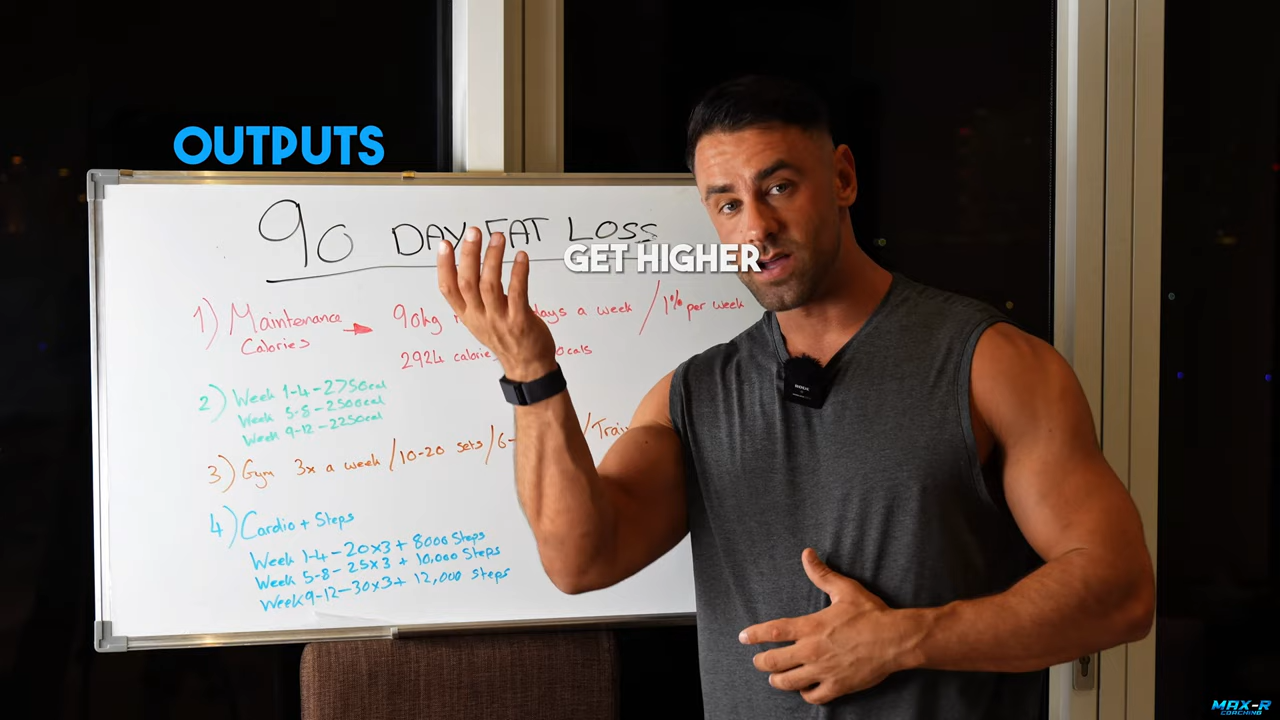 OUTPUTS
90 DAY FAT LOSS
GET HIGHER
1) Maintenance Calories
90kg days a week / 1% per week
2924 calories
2) Week 1-4 - 2750cal
Week 5-8 - 2500cal
Week 9-12 - 2250cal
3) Gym 3x a week / 10-20 sets / 6-
4) Cardio + Steps
Week 1-4 - 20x3 + 8000 Steps
Week 5-8 - 25x3 + 10,000 Steps
Week 9-12 - 30x3 + 12,000 Steps
MAX-R
COACHING